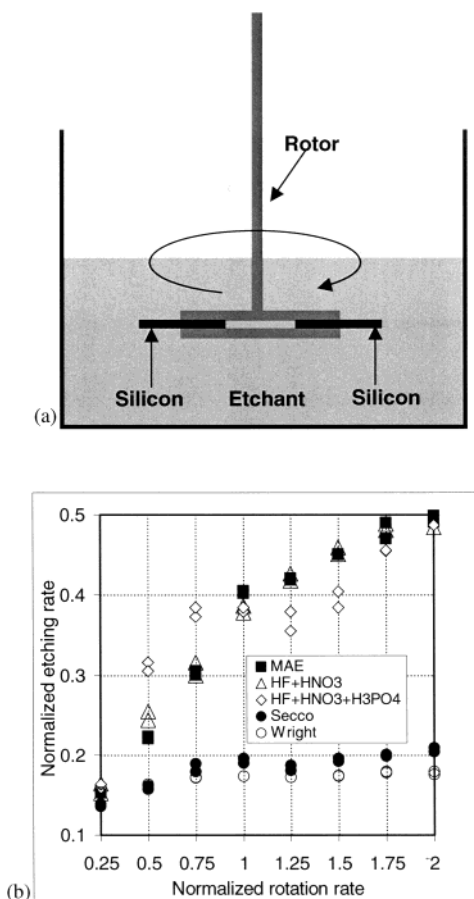 Rotor
Silicon Etchant Silicon
(a)
0.5
0.4
0.3
0.2
0.1
Normalized etching rate
MAE
HF+HNO3
HF+HNO3+H3PO4
Secco
Wright
0.25 0.5 0.75 1 1.25 1.5 1.75 2
Normalized rotation rate
(b)